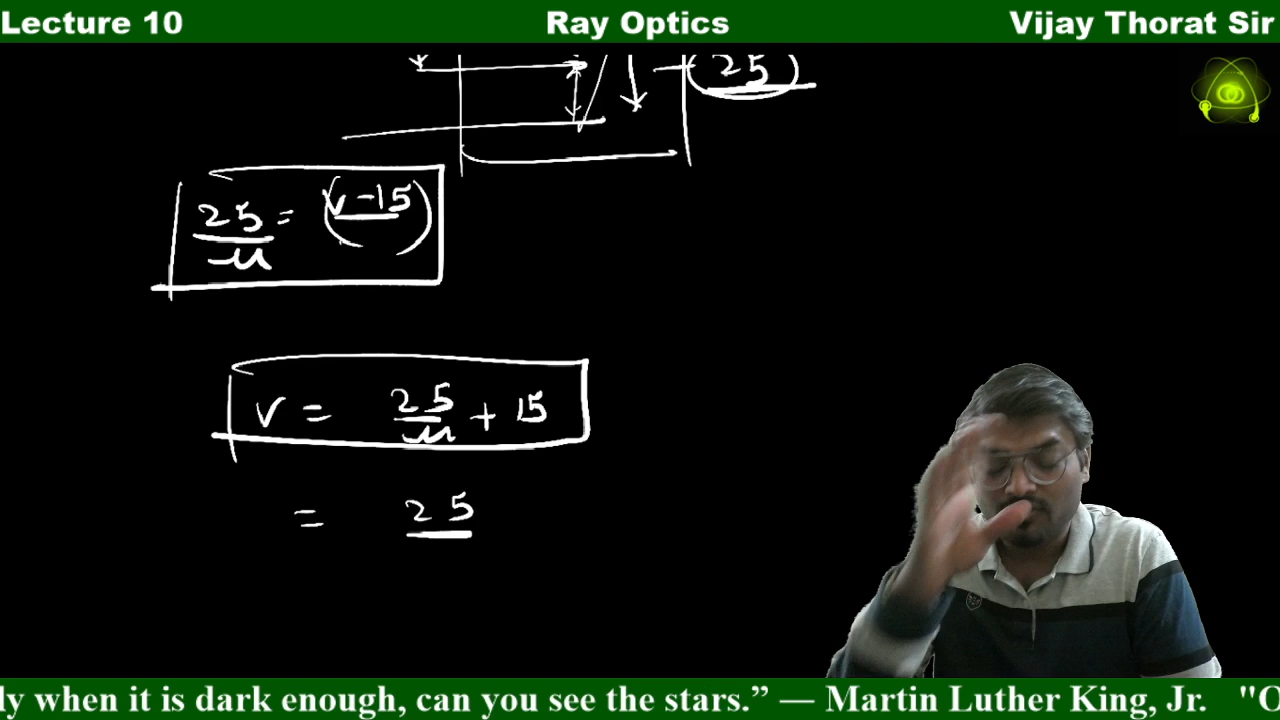 Lecture 10 Ray Optics Vijay Thorat Sir
25
25/μ = (v-15)
v = 25/μ + 15
= 25
ly when it is dark enough, can you see the stars.” — Martin Luther King, Jr. "O